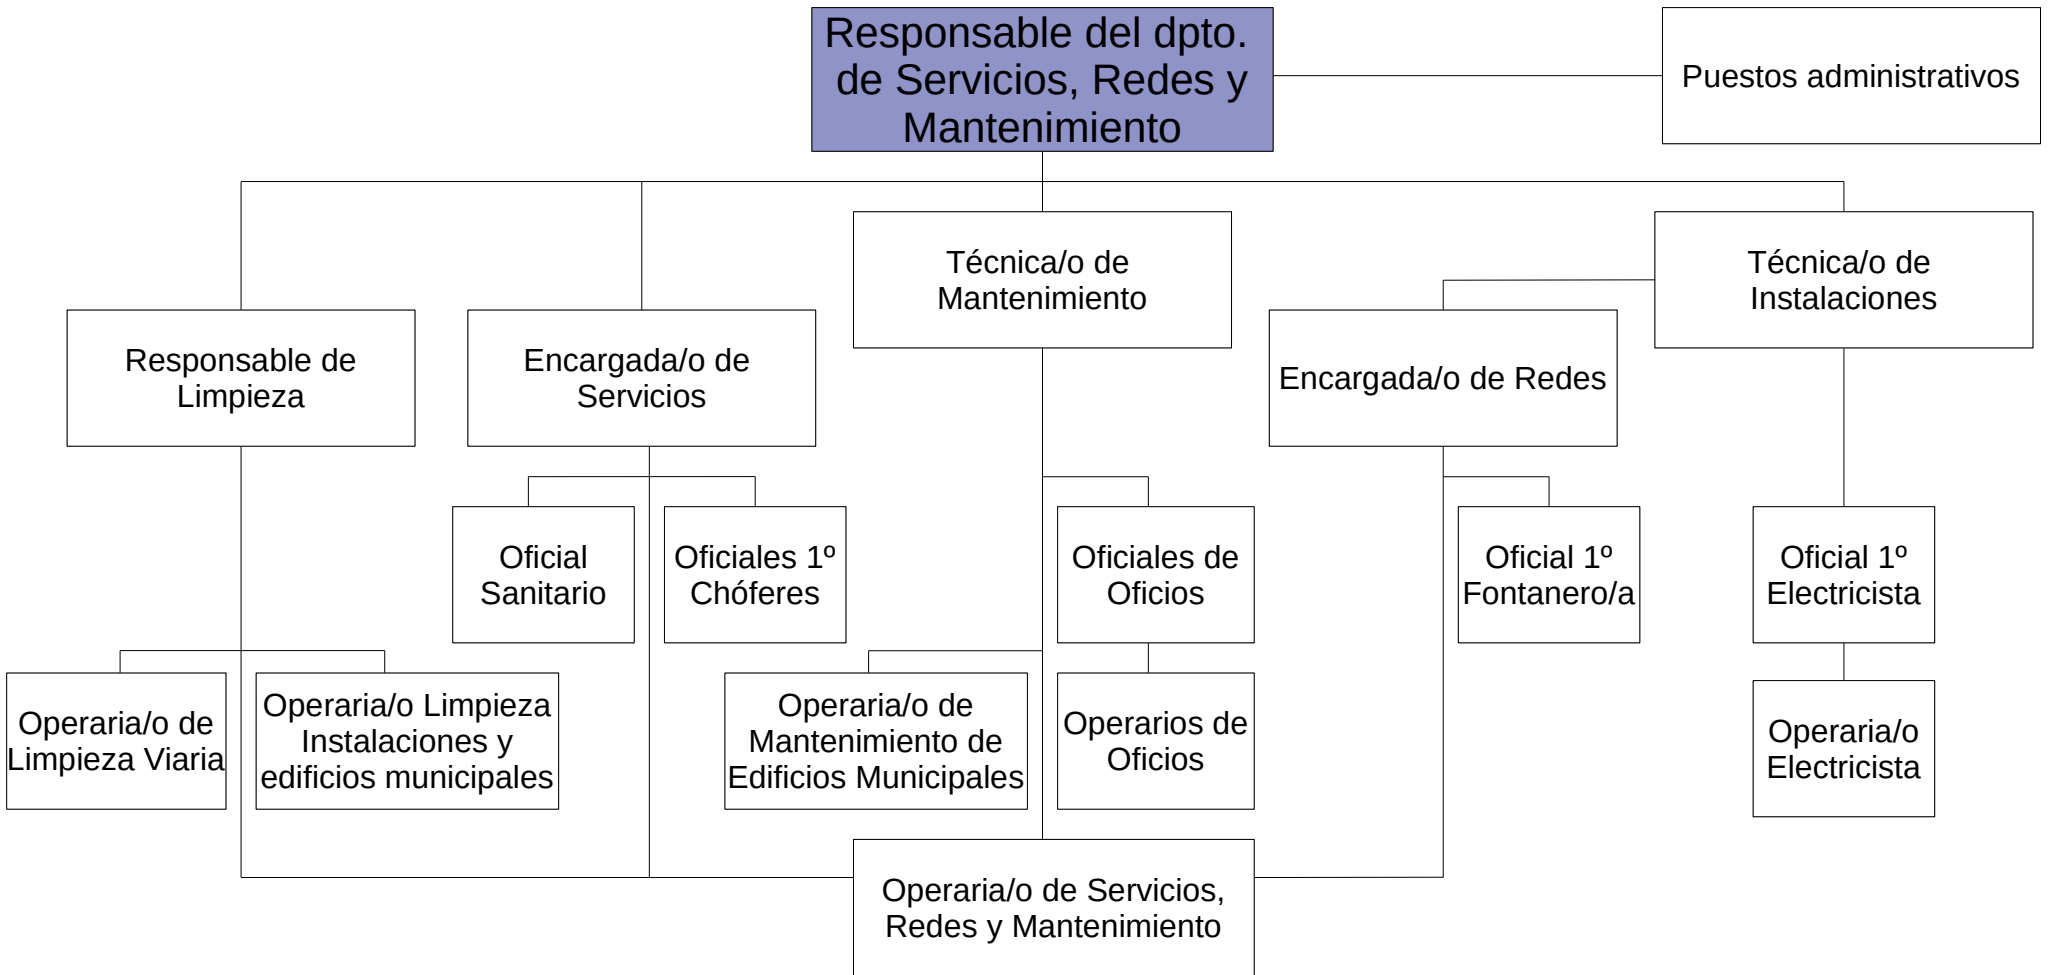 Responsable del dpto.
de Servicios, Redes y
Mantenimiento
Puestos administrativos
Técnica/o de
Mantenimiento
Técnica/o de
Instalaciones
Responsable de
Limpieza
Encargada/o de
Servicios
Encargada/o de Redes
Oficial
Sanitario
Oficiales 1º
Chóferes
Oficiales de
Oficios
Oficial 1º
Fontanero/a
Oficial 1º
Electricista
Operaria/o de
Limpieza Viaria
Operaria/o Limpieza
Instalaciones y
edificios municipales
Operaria/o de
Mantenimiento de
Edificios Municipales
Operarios de
Oficios
Operaria/o
Electricista
Operaria/o de Servicios,
Redes y Mantenimiento